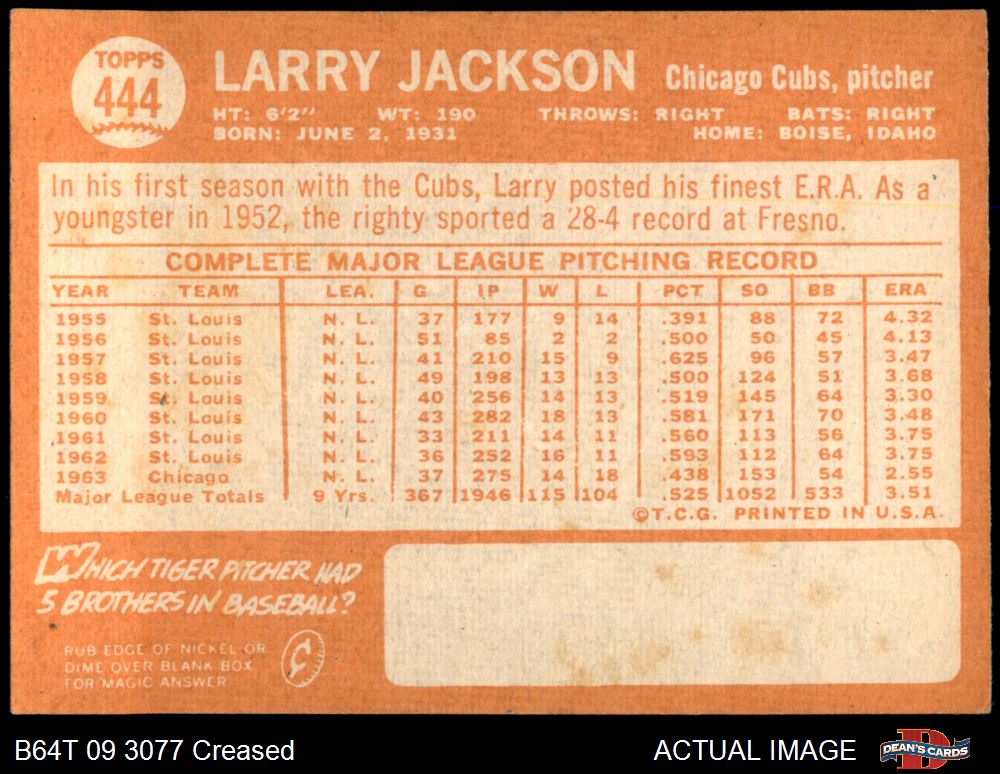 TOPPS
444
LARRY JACKSON Chicago Cubs, pitcher
HT: 6'2" WT: 190 THROWS: RIGHT BATS: RIGHT
BORN: JUNE 2, 1931 HOME: BOISE, IDAHO
In his first season with the Cubs, Larry posted his finest E.R.A. As a
youngster in 1952, the righty sported a 28-4 record at Fresno.
COMPLETE MAJOR LEAGUE PITCHING RECORD
YEAR TEAM LEA. G IP W L PCT SO BB ERA
1955 St. Louis N. L. 37 177 9 14 .391 88 72 4.32
1956 St. Louis N. L. 51 85 2 2 .500 50 45 4.13
1957 St. Louis N. L. 41 210 15 9 .625 96 57 3.47
1958 St. Louis N. L. 49 198 13 13 .500 124 51 3.68
1959 St. Louis N. L. 40 256 14 13 .519 145 64 3.30
1960 St. Louis N. L. 43 282 18 13 .581 171 70 3.48
1961 St. Louis N. L. 33 211 14 11 .560 113 56 3.75
1962 St. Louis N. L. 36 252 16 11 .593 112 64 3.75
1963 Chicago N. L. 37 275 14 18 .438 153 54 2.55
Major League Totals 9 Yrs. 367 1946 115 104 .525 1052 533 3.51
©T.C.G. PRINTED IN U.S.A.
WHICH TIGER PITCHER HAD
5 BROTHERS IN BASEBALL?
RUB EDGE OF NICKEL OR
DIME OVER BLANK BOX
FOR MAGIC ANSWER
¢
B64T 09 3077 Creased ACTUAL IMAGE
DEAN'S CARDS